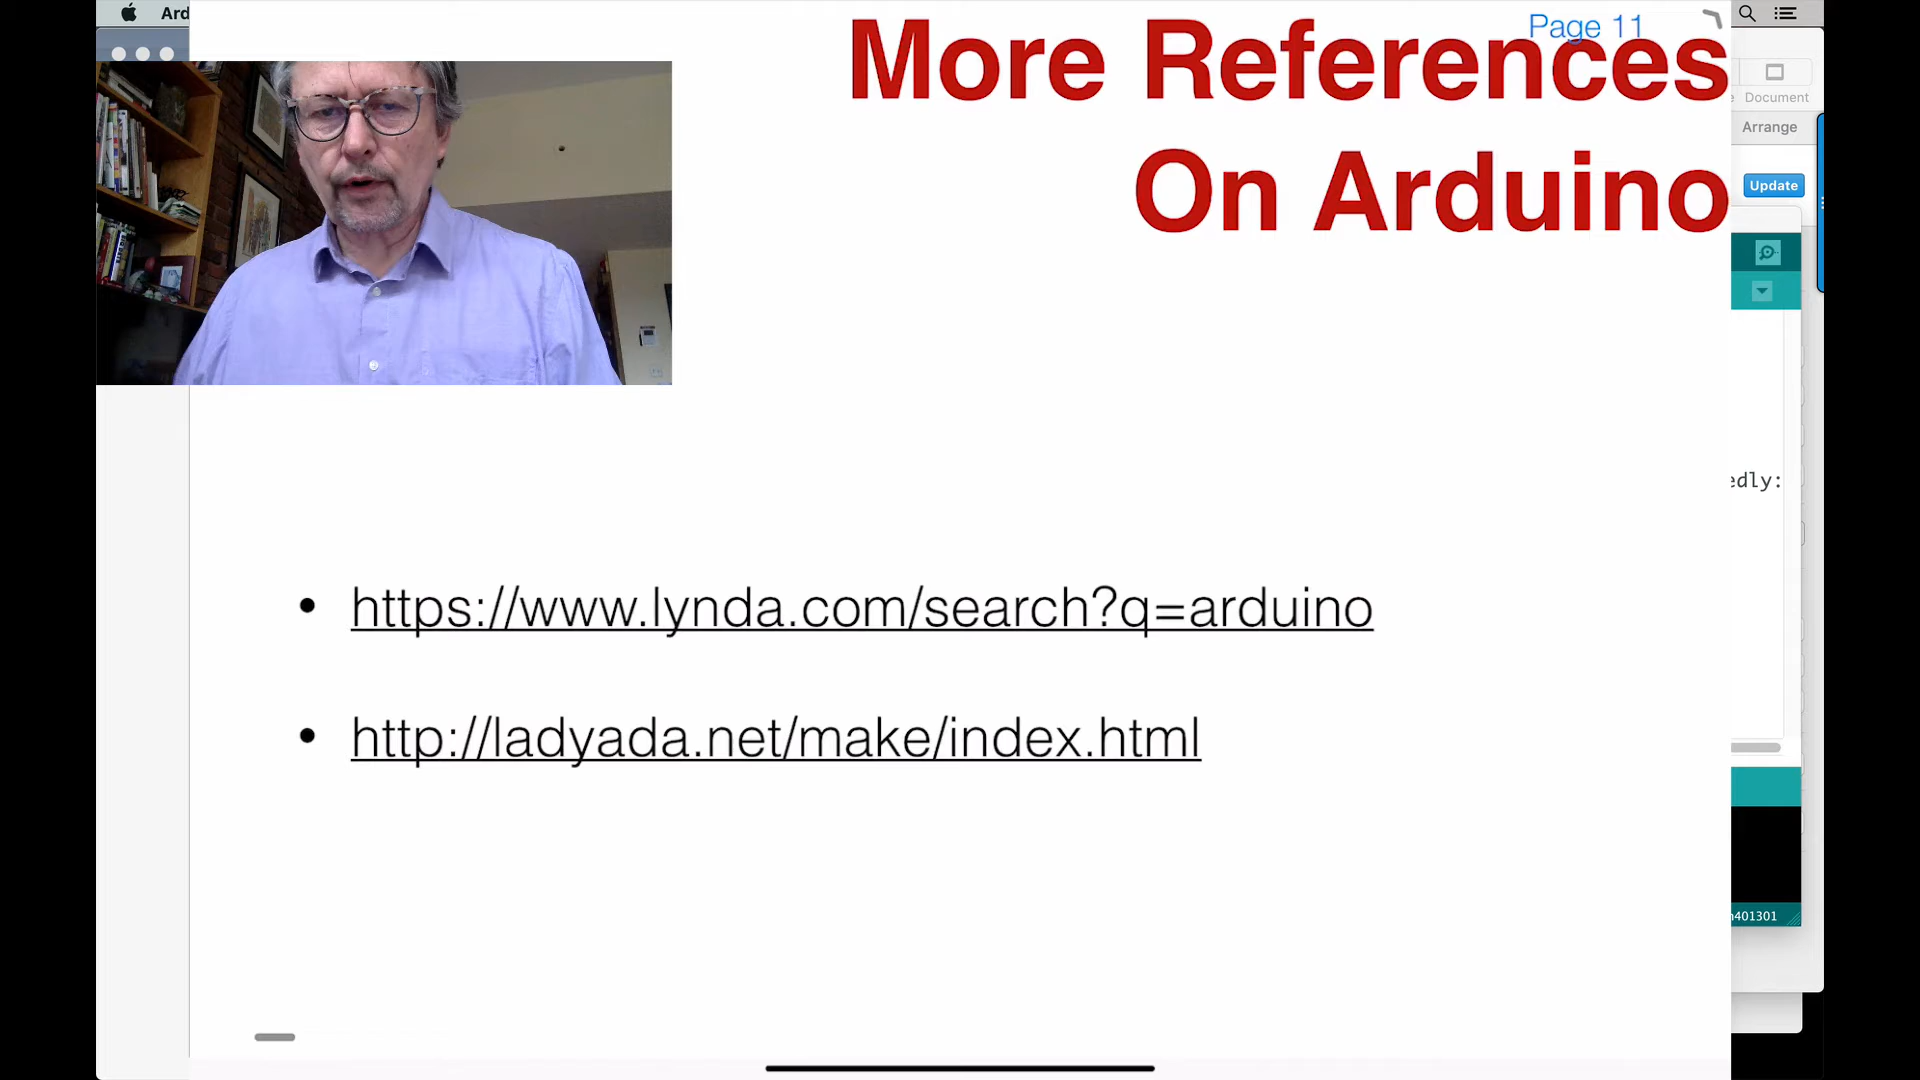 Ard
Page 11
More References
On Arduino
Document
Arrange
Update
edly:
• https://www.lynda.com/search?q=arduino
• http://ladyada.net/make/index.html
401301